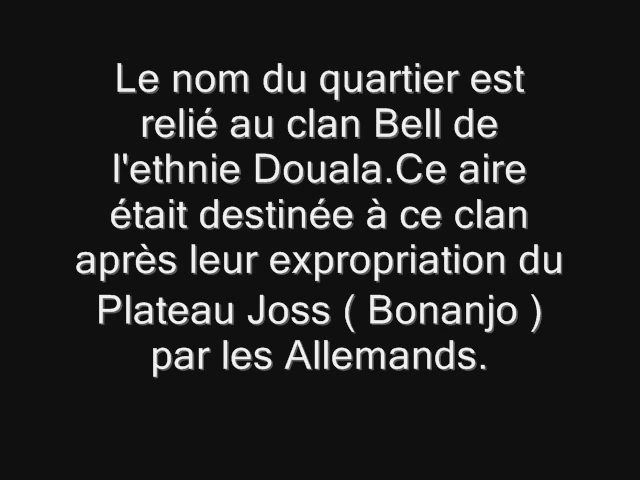 Le nom du quartier est
relié au clan Bell de
l'ethnie Douala.Ce aire
était destinée à ce clan
après leur expropriation du
Plateau Joss ( Bonanjo )
par les Allemands.